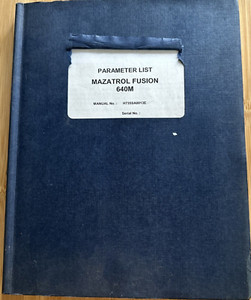 PARAMETER LIST
MAZATROL FUSION
640M
MANUAL No. :
Serial No. :